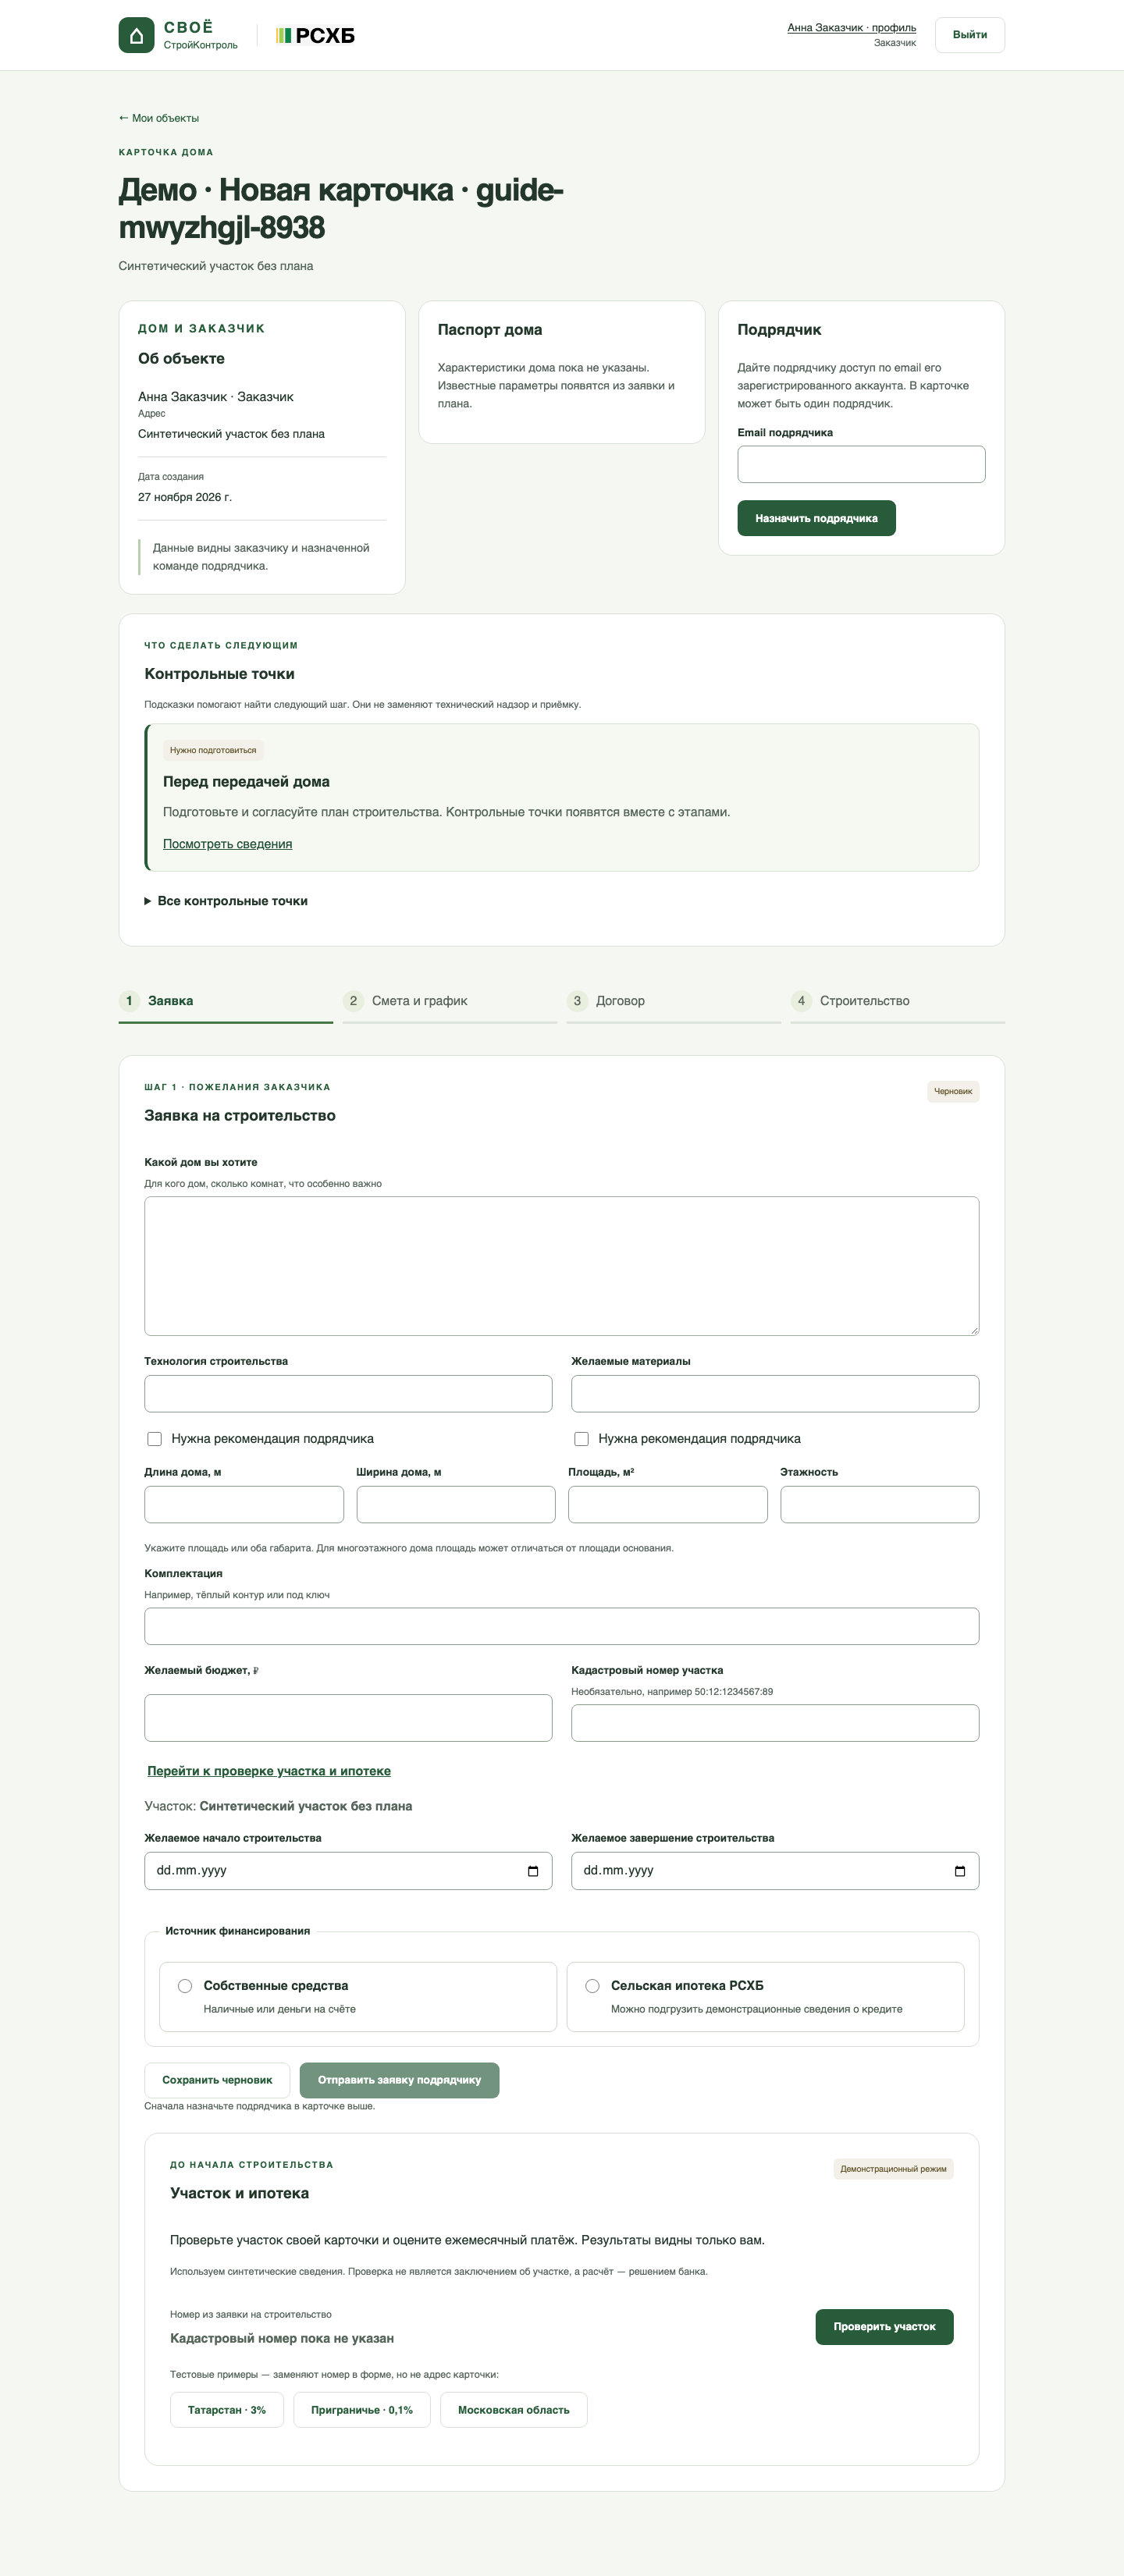 СВОЁ
СтройКонтроль
РСХБ
Анна Заказчик · профиль
Заказчик
Выйти
← Мои объекты
КАРТОЧКА ДОМА
Демо · Новая карточка · guide-
mwyzhgjl-8938
Синтетический участок без плана
ДОМ И ЗАКАЗЧИК
Об объекте
Анна Заказчик · Заказчик
Адрес
Синтетический участок без плана
Дата создания
27 ноября 2026 г.
Данные видны заказчику и назначенной
команде подрядчика.
Паспорт дома
Характеристики дома пока не указаны.
Известные параметры появятся из заявки и
плана.
Подрядчик
Дайте подрядчику доступ по email его
зарегистрированного аккаунта. В карточке
может быть один подрядчик.
Email подрядчика
Назначить подрядчика
ЧТО СДЕЛАТЬ СЛЕДУЮЩИМ
Контрольные точки
Подсказки помогают найти следующий шаг. Они не заменяют технический надзор и приёмку.
Нужно подготовиться
Перед передачей дома
Подготовьте и согласуйте план строительства. Контрольные точки появятся вместе с этапами.
Посмотреть сведения
Все контрольные точки
1 Заявка
2 Смета и график
3 Договор
4 Строительство
ШАГ 1 · ПОЖЕЛАНИЯ ЗАКАЗЧИКА
Черновик
Заявка на строительство
Какой дом вы хотите
Для кого дом, сколько комнат, что особенно важно
Технология строительства
Желаемые материалы
Нужна рекомендация подрядчика
Нужна рекомендация подрядчика
Длина дома, м
Ширина дома, м
Площадь, м²
Этажность
Укажите площадь или оба габарита. Для многоэтажного дома площадь может отличаться от площади основания.
Комплектация
Например, тёплый контур или под ключ
Желаемый бюджет, ₽
Кадастровый номер участка
Необязательно, например 50:12:1234567:89
Перейти к проверке участка и ипотеке
Участок: Синтетический участок без плана
Желаемое начало строительства
Желаемое завершение строительства
dd.mm.yyyy
dd.mm.yyyy
Источник финансирования
Собственные средства
Наличные или деньги на счёте
Сельская ипотека РСХБ
Можно подгрузить демонстрационные сведения о кредите
Сохранить черновик
Отправить заявку подрядчику
Сначала назначьте подрядчика в карточке выше.
ДО НАЧАЛА СТРОИТЕЛЬСТВА
Демонстрационный режим
Участок и ипотека
Проверьте участок своей карточки и оцените ежемесячный платёж. Результаты видны только вам.
Используем синтетические сведения. Проверка не является заключением об участке, а расчёт — решением банка.
Номер из заявки на строительство
Кадастровый номер пока не указан
Проверить участок
Тестовые примеры — заменяют номер в форме, но не адрес карточки:
Татарстан · 3%
Приграничье · 0,1%
Московская область